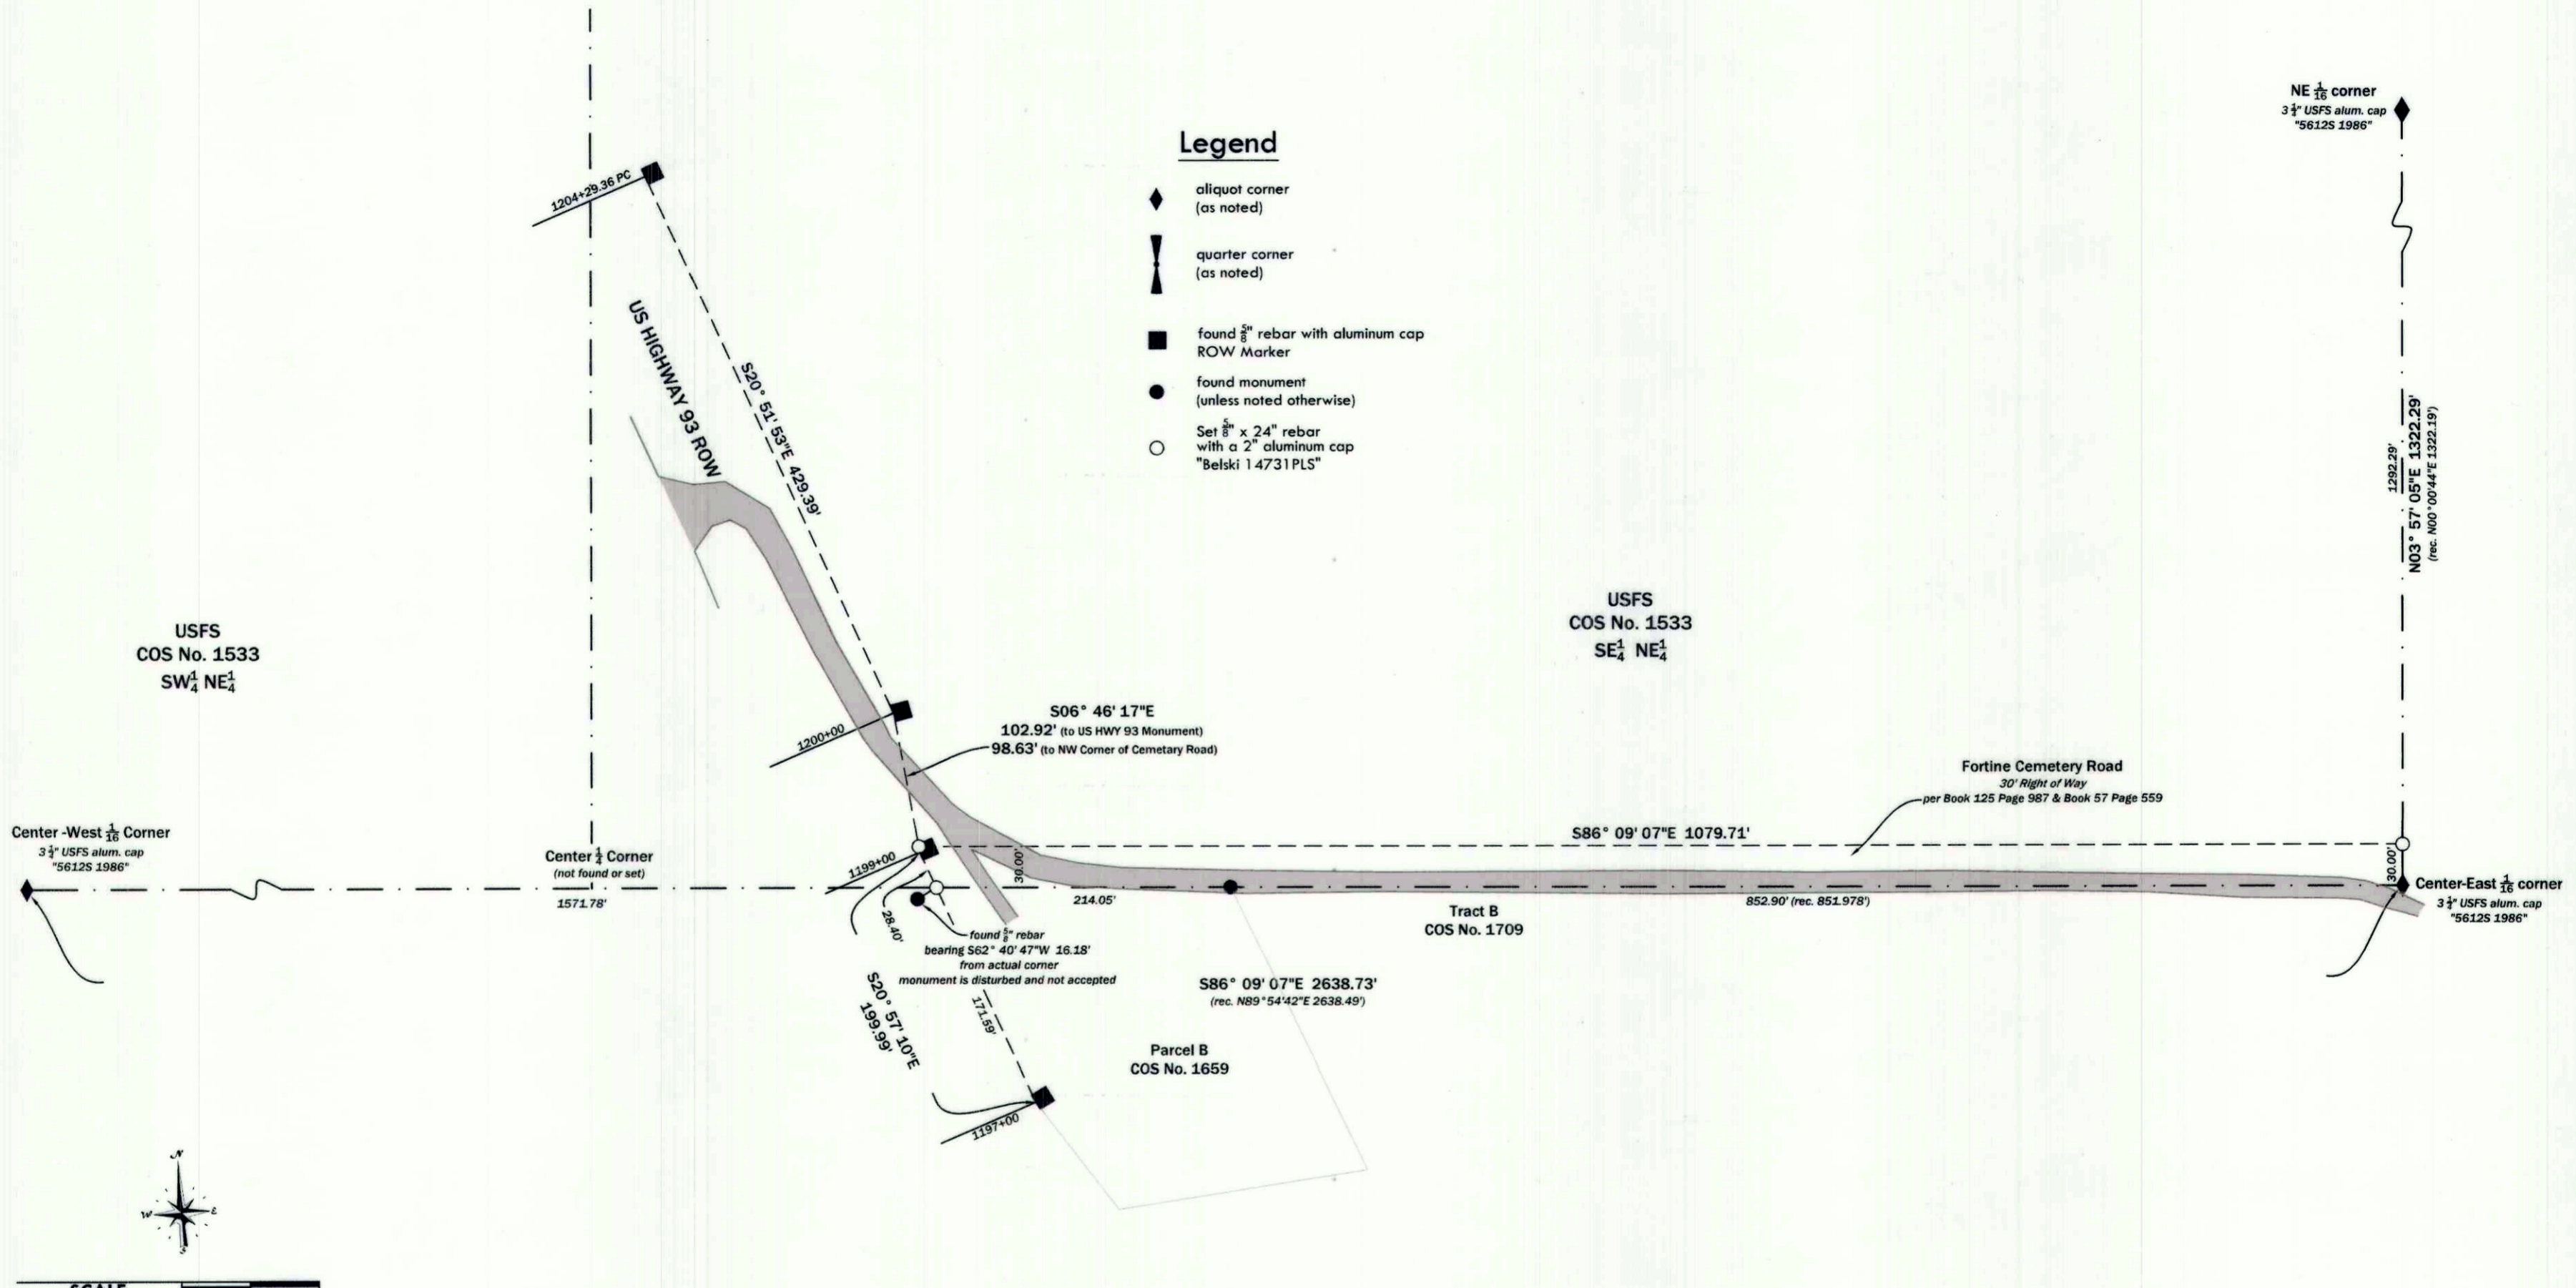 NE 1/16 corner
3 1/4" USFS alum. cap
"5612S 1986"
Legend
aliquot corner
(as noted)
quarter corner
(as noted)
found 5/8" rebar with aluminum cap
ROW Marker
found monument
(unless noted otherwise)
Set 5/8" x 24" rebar
with a 2" aluminum cap
"Belski 14731PLS"
1204+29.36 PC
US HIGHWAY 93 ROW
S20° 51' 53"E 429.39'
1292.29'
N03° 57' 05"E 1322.29'
(rec. N00°00'44"E 1322.19')
USFS
COS No. 1533
SW1/4 NE1/4
USFS
COS No. 1533
SE1/4 NE1/4
1200+00
S06° 46' 17"E
102.92' (to US HWY 93 Monument)
98.63' (to NW Corner of Cemetary Road)
Fortine Cemetery Road
30' Right of Way
per Book 125 Page 987 & Book 57 Page 559
S86° 09' 07"E 1079.71'
Center -West 1/16 Corner
3 1/4" USFS alum. cap
"5612S 1986"
Center 1/4 Corner
(not found or set)
1571.78'
1199+00
30.00'
214.05'
28.40'
found 5/8" rebar
bearing S62° 40' 47"W 16.18'
from actual corner
monument is disturbed and not accepted
Tract B
COS No. 1709
852.90' (rec. 851.978')
30.00'
Center-East 1/16 corner
3 1/4" USFS alum. cap
"5612S 1986"
S86° 09' 07"E 2638.73'
(rec. N89°54'42"E 2638.49')
S20° 57' 10"E
199.99'
171.59'
Parcel B
COS No. 1659
1197+00
N
W
E
S
SCALE